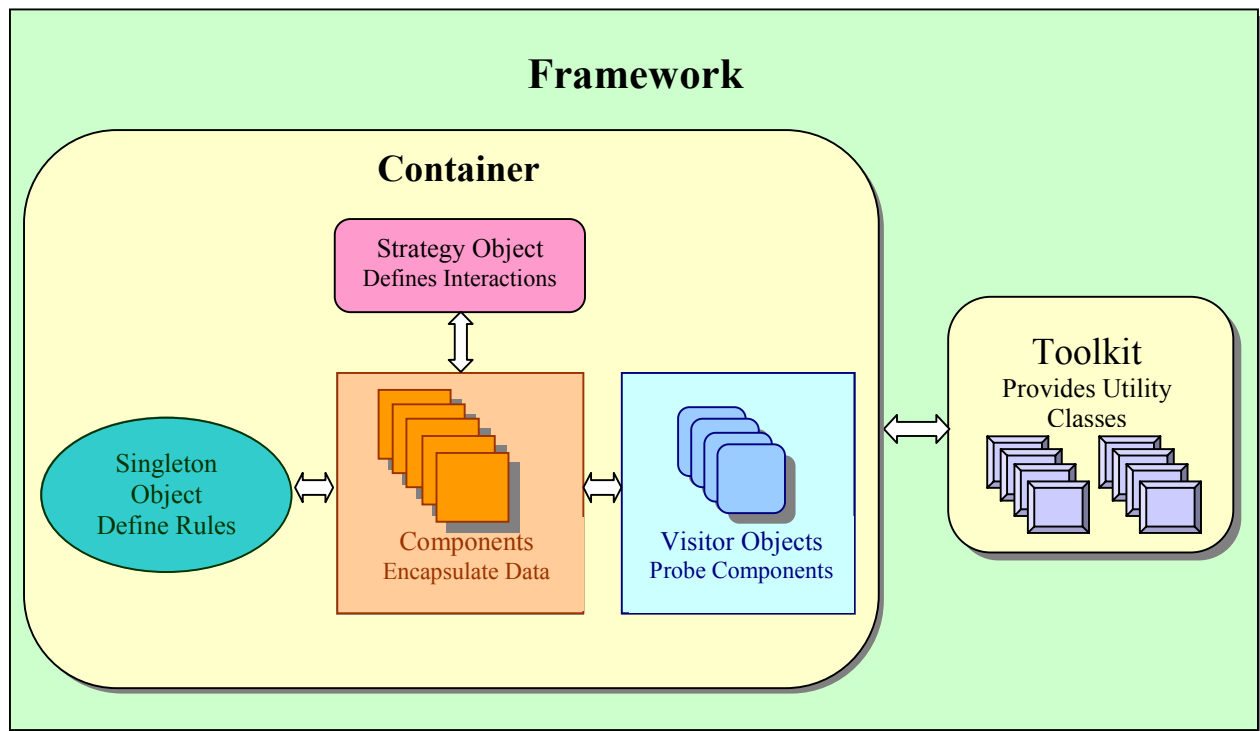 Framework
Container
Strategy Object
Defines Interactions
Singleton
Object
Define Rules
Components
Encapsulate Data
Visitor Objects
Probe Components
Toolkit
Provides Utility
Classes